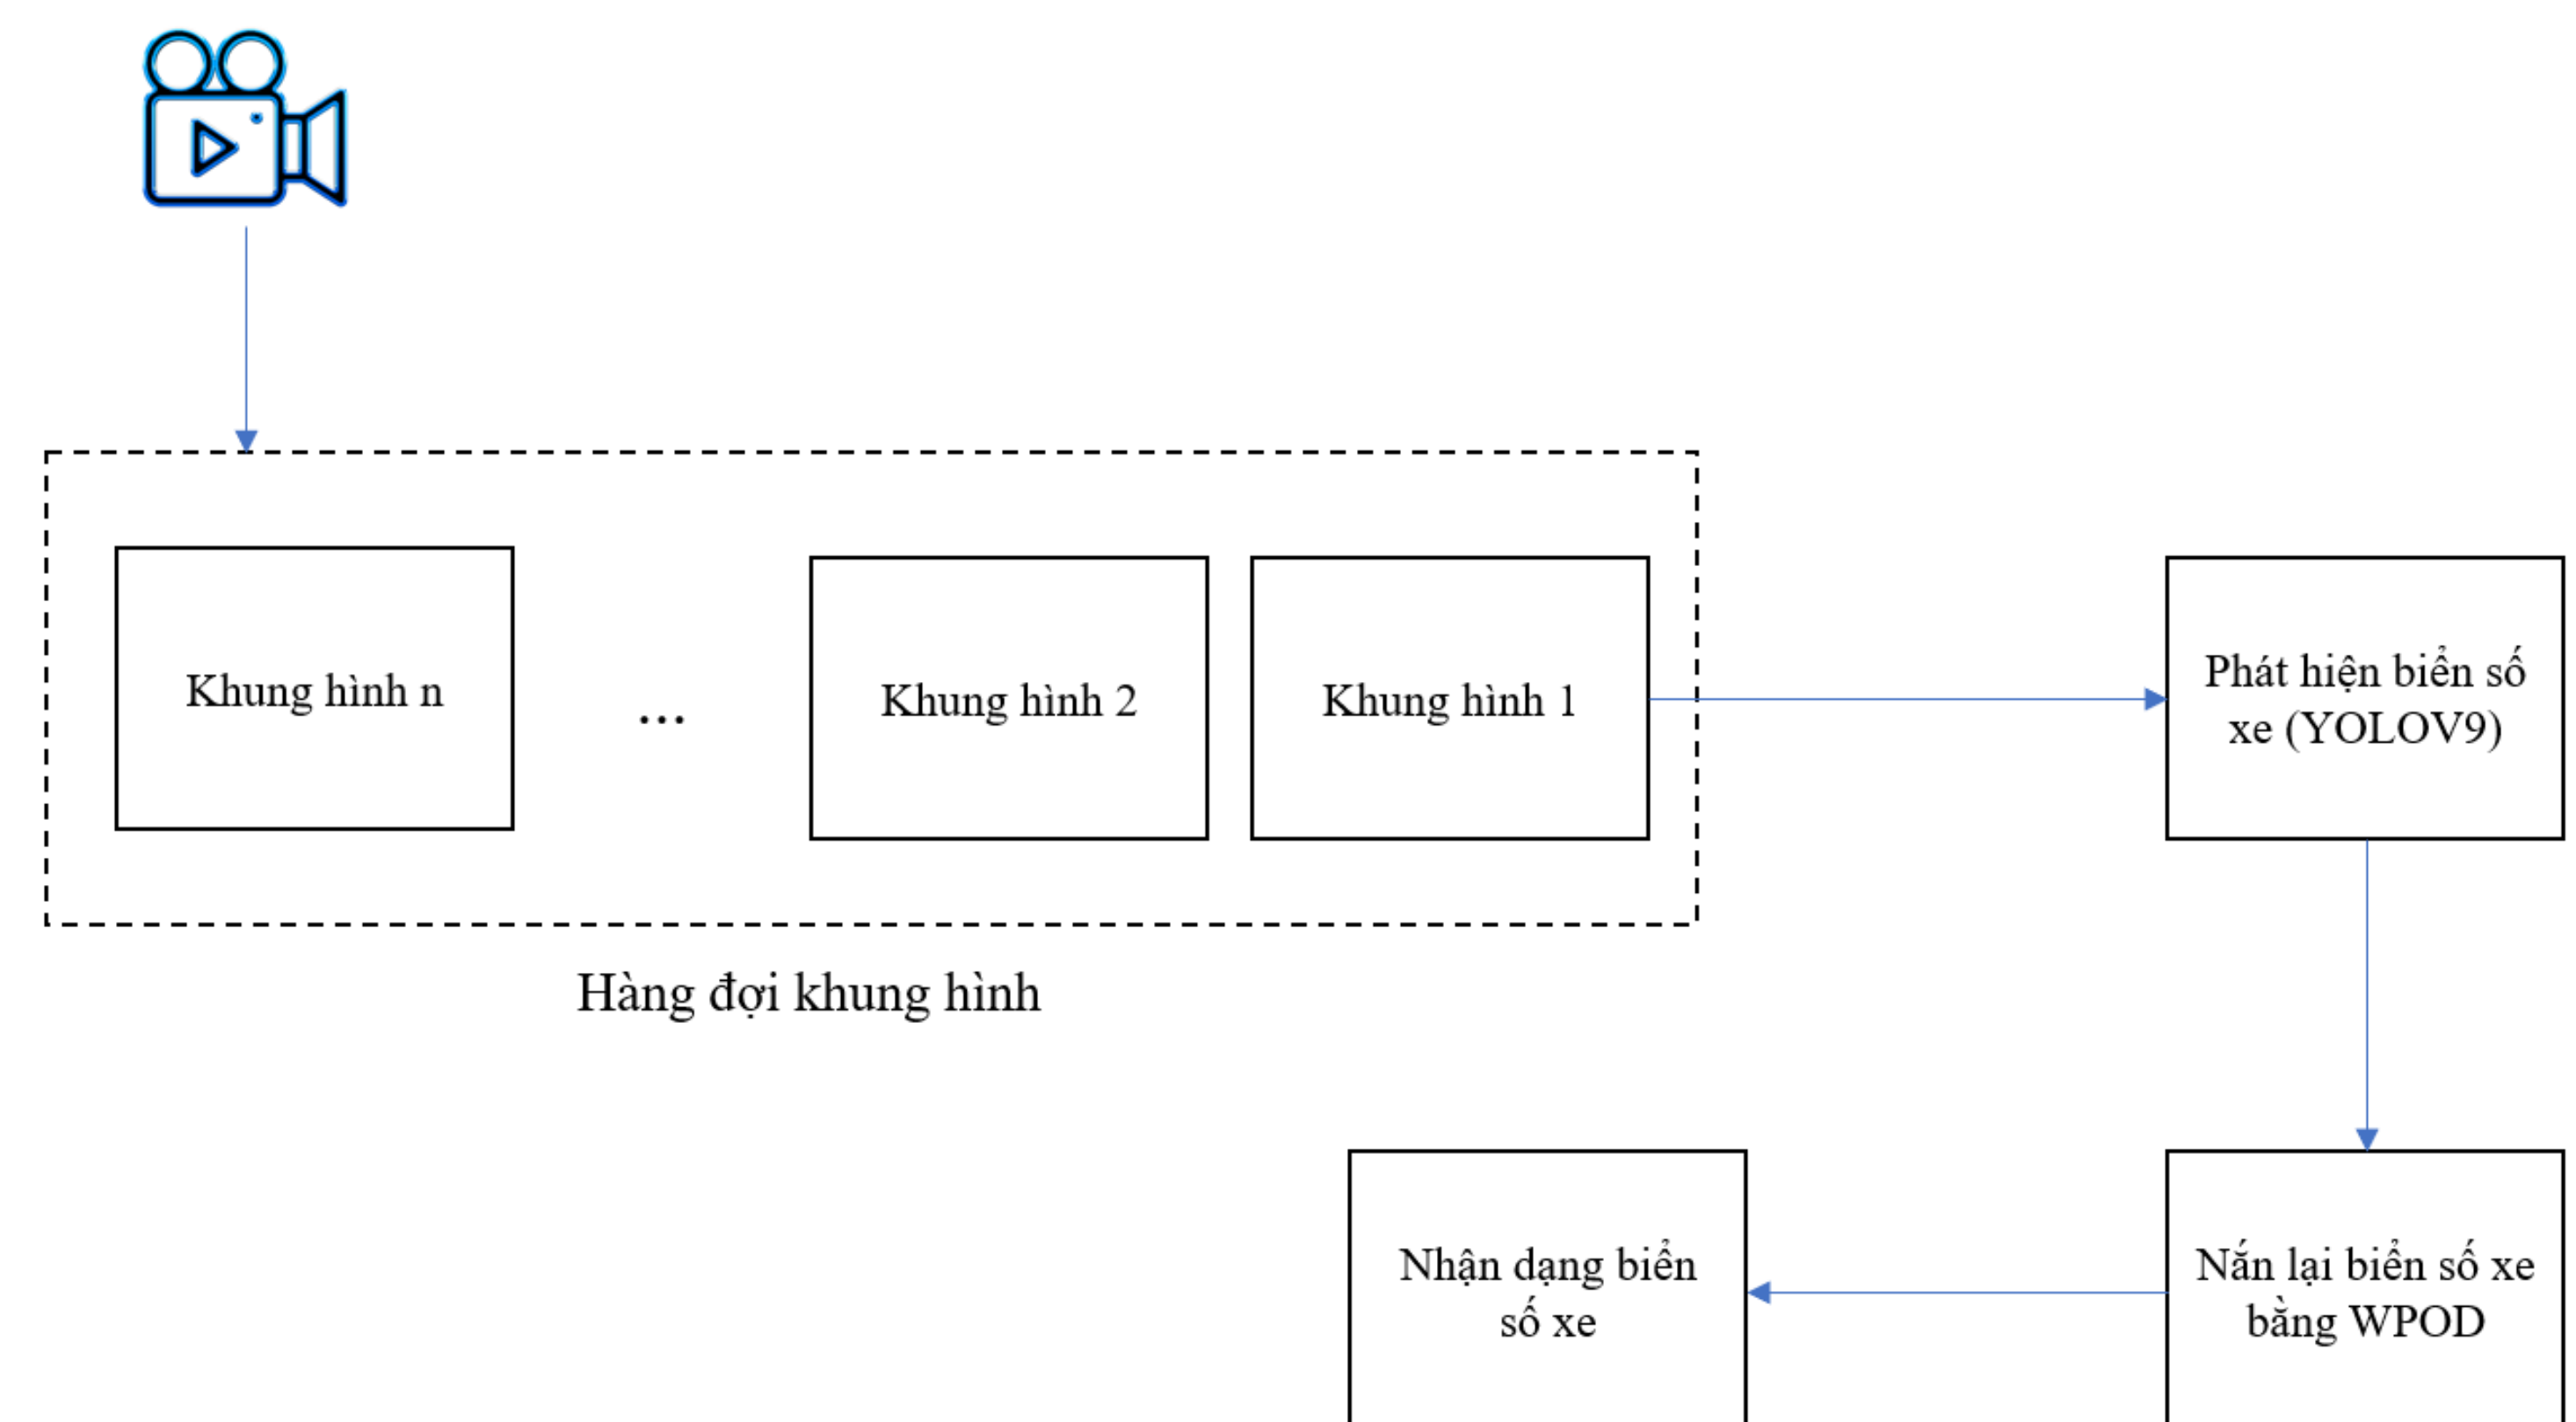 Khung hình n
...
Khung hình 2
Khung hình 1
Phát hiện biển số
xe (YOLOV9)
Hàng đợi khung hình
Nhận dạng biển
số xe
Nắn lại biển số xe
bằng WPOD